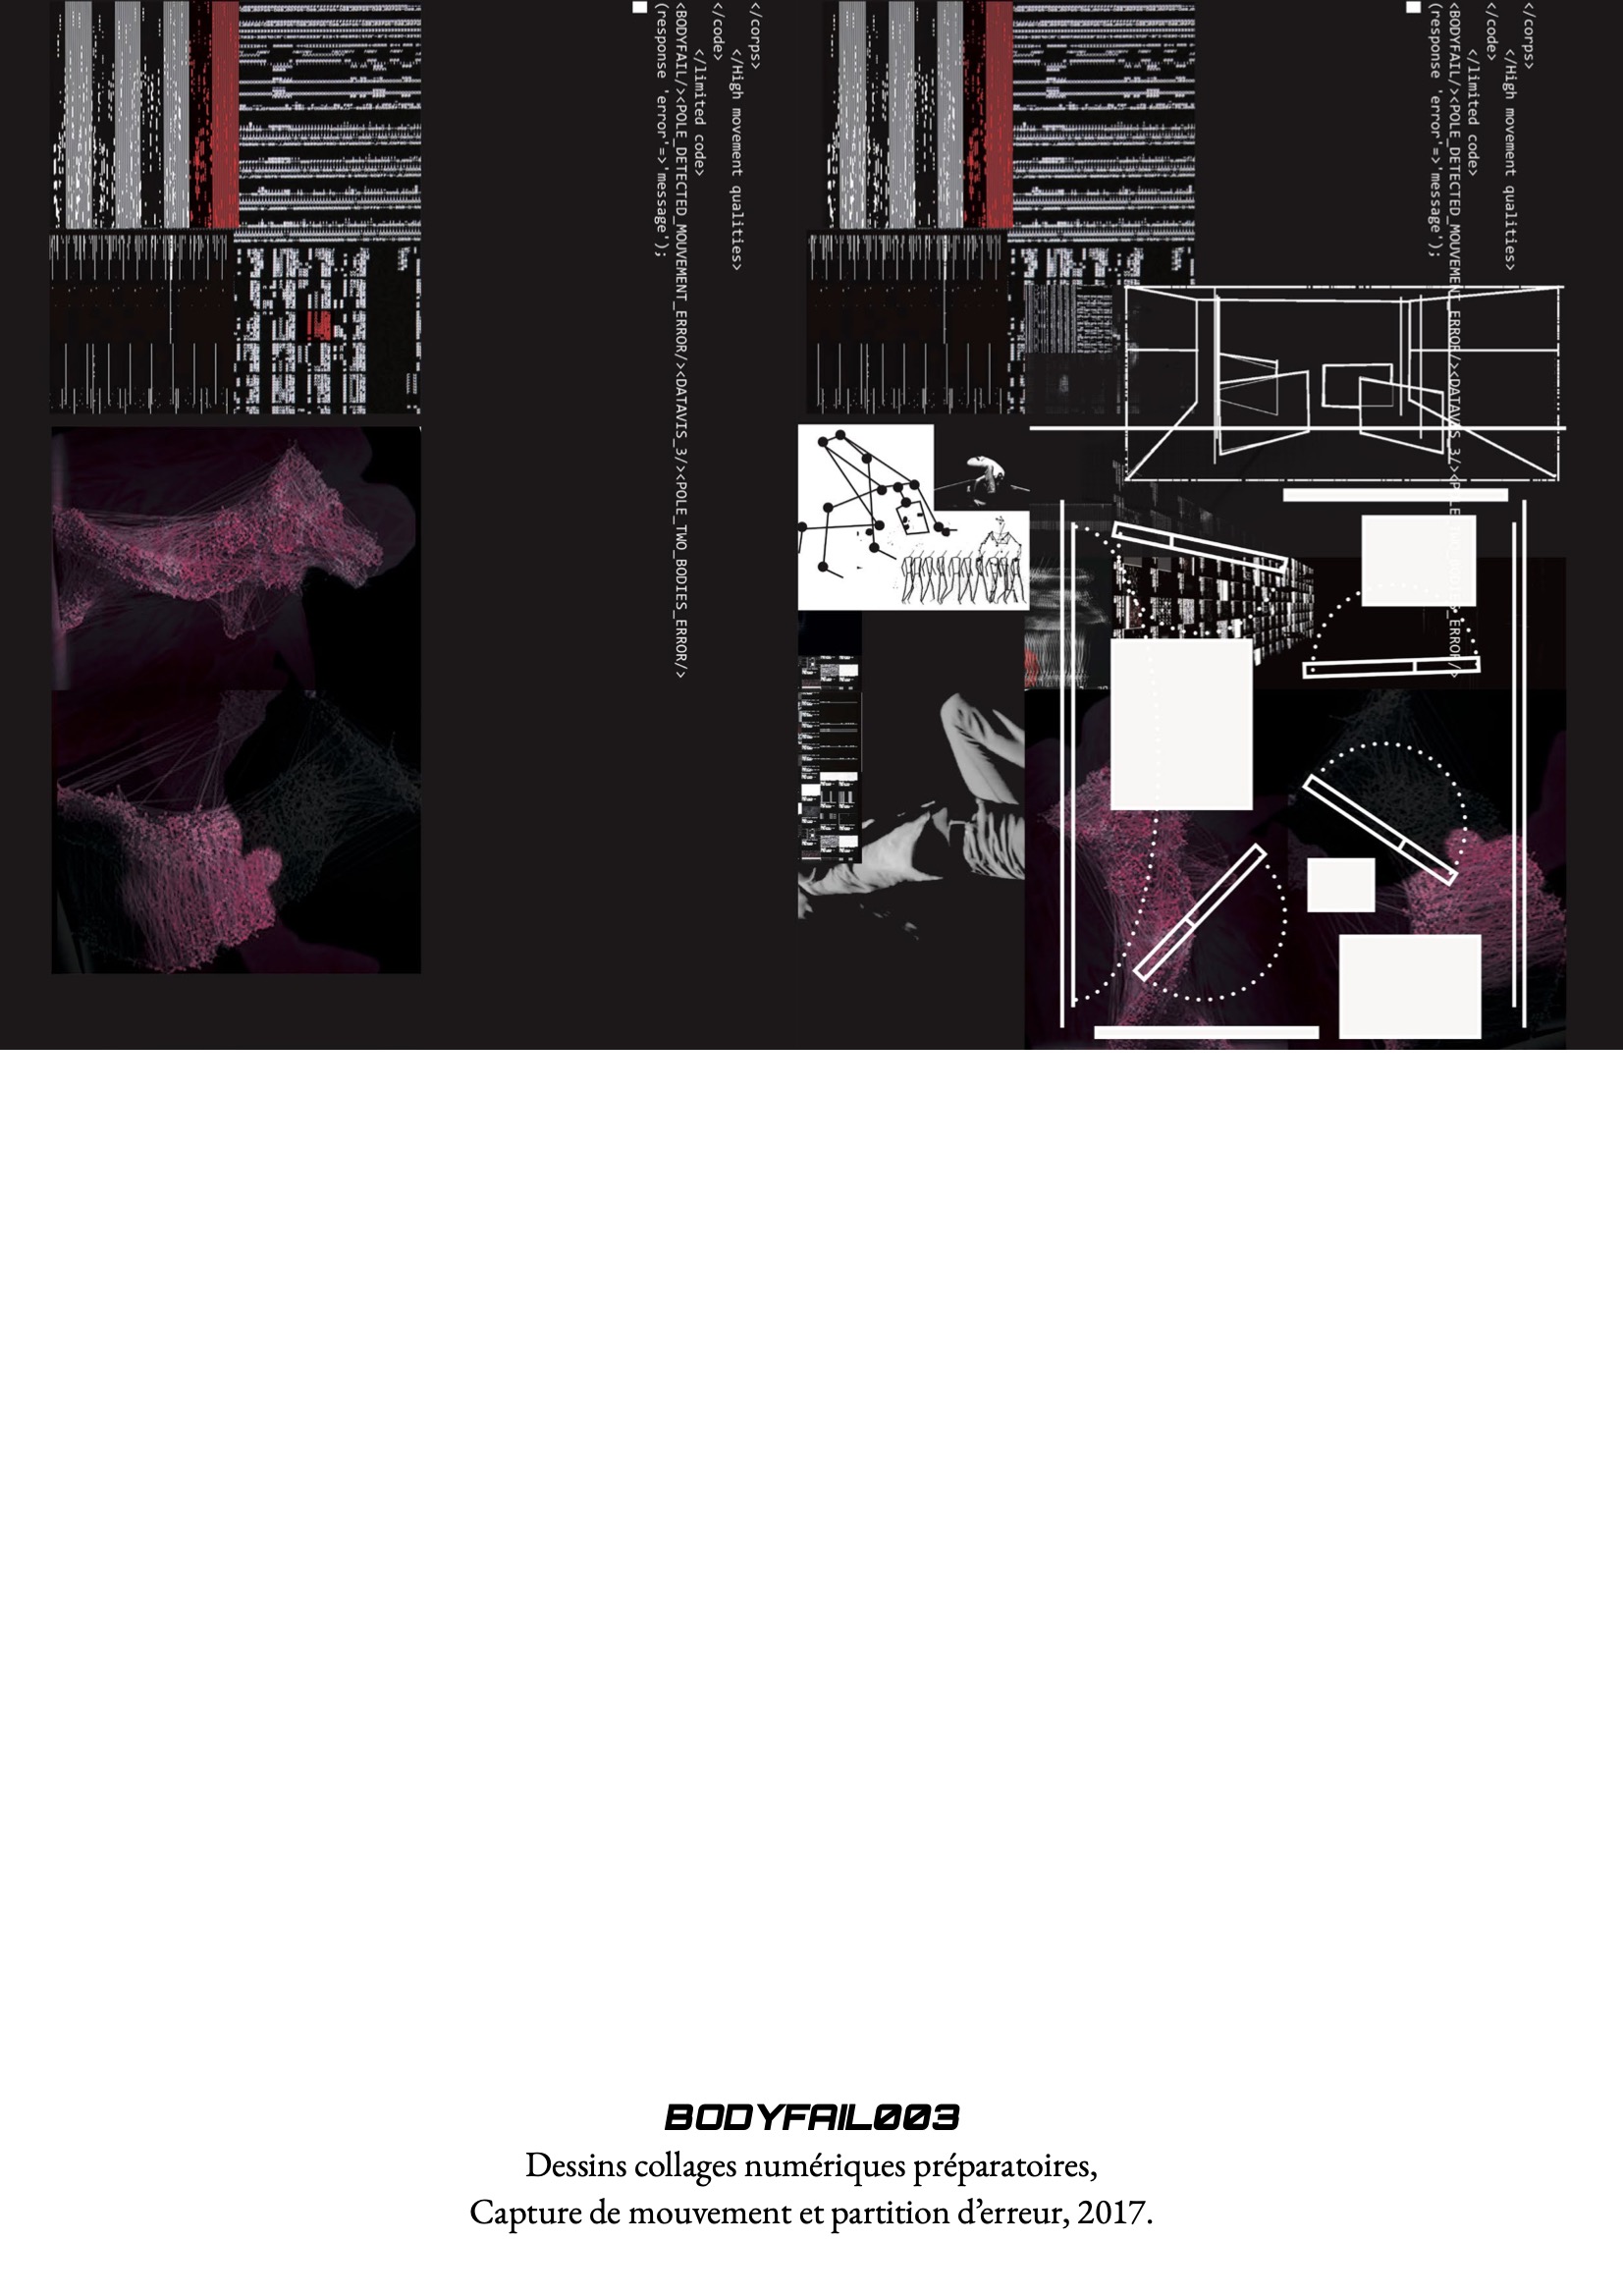 </corps>
</High movement qualities>
</code>
</limited code>
<BODYFAIL/><POLE_DETECTED_MOUVEMENT_ERROR/><DATAVIS_3/><POLE_TWO_BODIES_ERROR/>
(response 'error'=>'message');
</corps>
</High movement qualities>
</code>
</limited code>
<BODYFAIL/><POLE_DETECTED_MOUVEMENT_ERROR/><DATAVIS_3/><POLE_TWO_BODIES_ERROR/>
(response 'error'=>'message');
BODYFAIL003
Dessins collages numériques préparatoires,
Capture de mouvement et partition d’erreur, 2017.